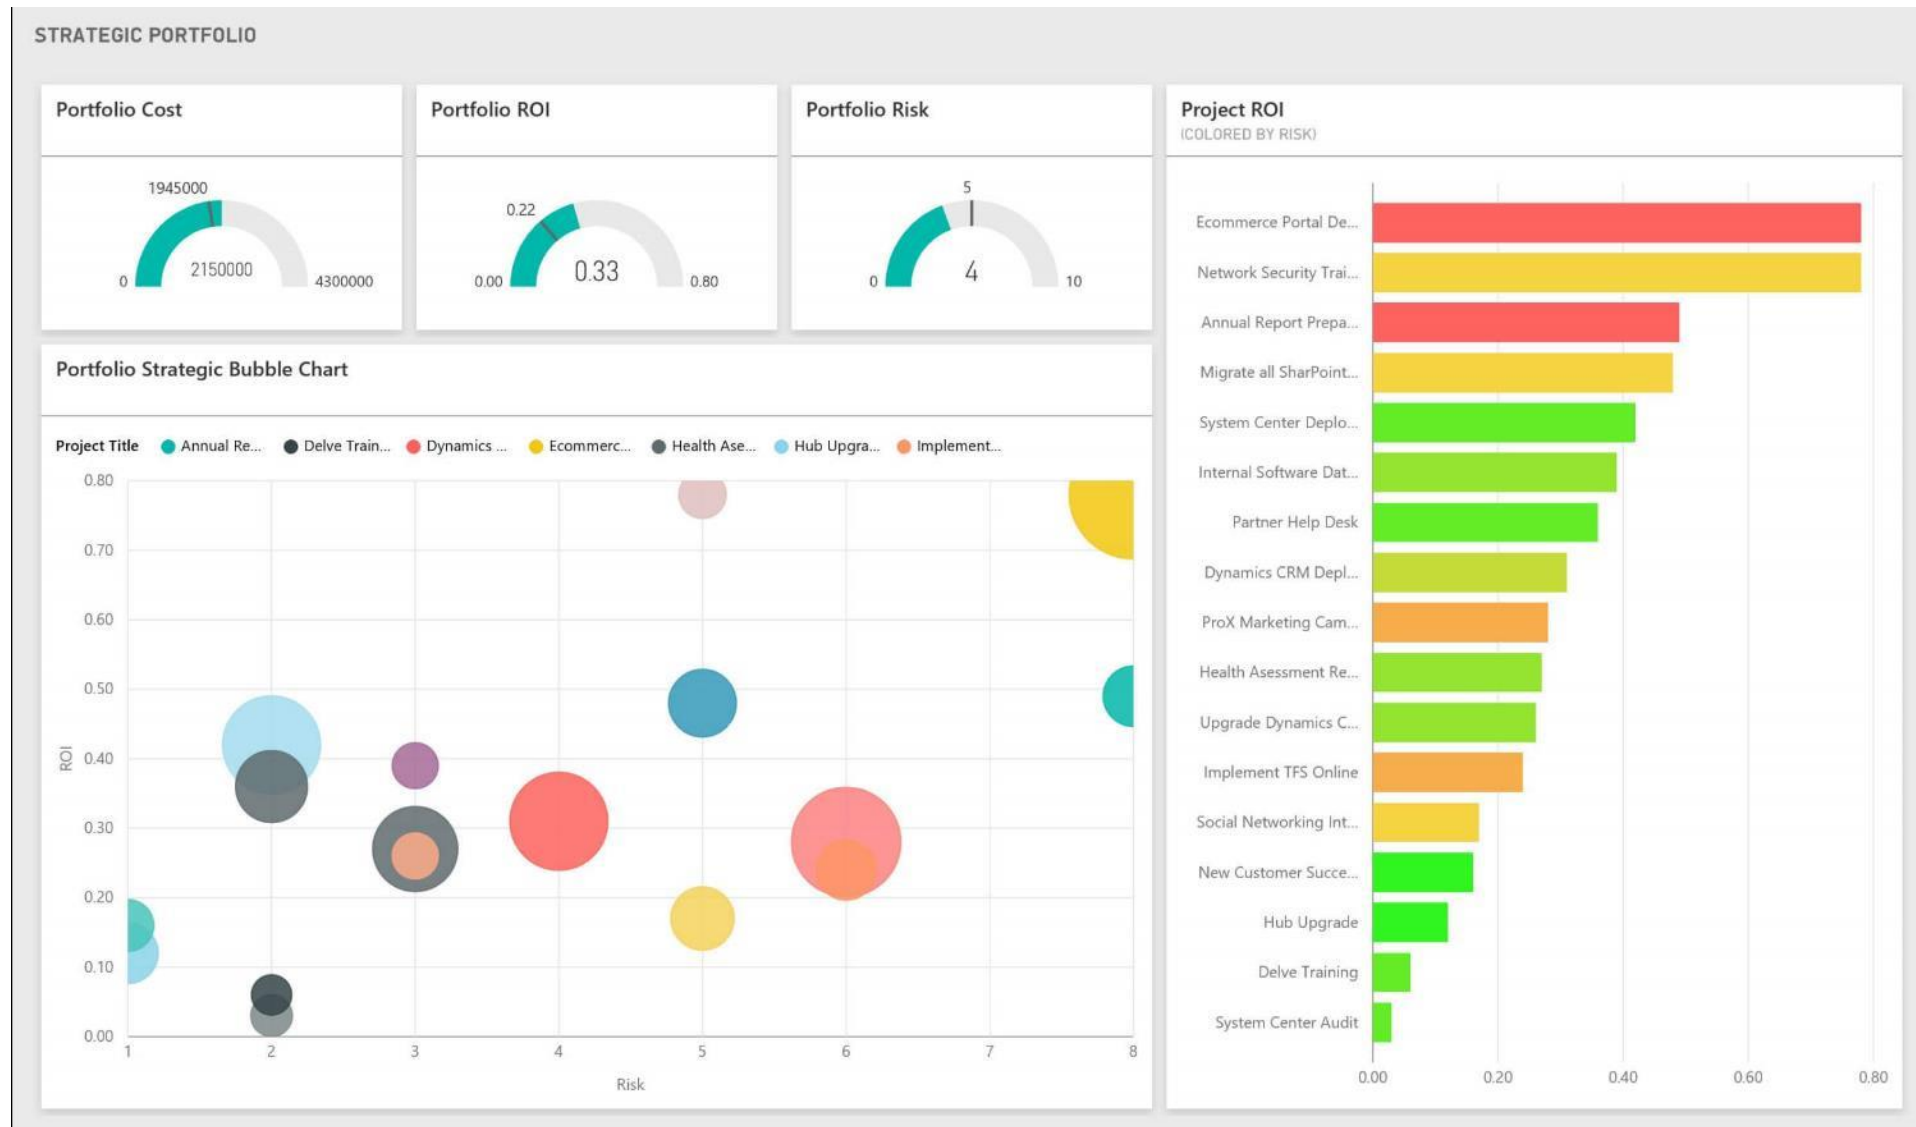 STRATEGIC PORTFOLIO
Portfolio Cost
1945000
0
2150000
4300000
Portfolio ROI
0.22
0.00
0.33
0.80
Portfolio Risk
5
0
4
10
Portfolio Strategic Bubble Chart
Project Title Annual Re... Delve Train... Dynamics ... Ecommerc... Health Ase... Hub Upgra... Implement...
0.80
0.70
0.60
0.50
0.40
0.30
0.20
0.10
0.00
ROI
1 2 3 4 5 6 7 8
Risk
Project ROI
(COLORED BY RISK)
Ecommerce Portal De...
Network Security Trai...
Annual Report Prepa...
Migrate all SharPoint...
System Center Deplo...
Internal Software Dat...
Partner Help Desk
Dynamics CRM Depl...
ProX Marketing Cam...
Health Asessment Re...
Upgrade Dynamics C...
Implement TFS Online
Social Networking Int...
New Customer Succe...
Hub Upgrade
Delve Training
System Center Audit
0.00 0.20 0.40 0.60 0.80